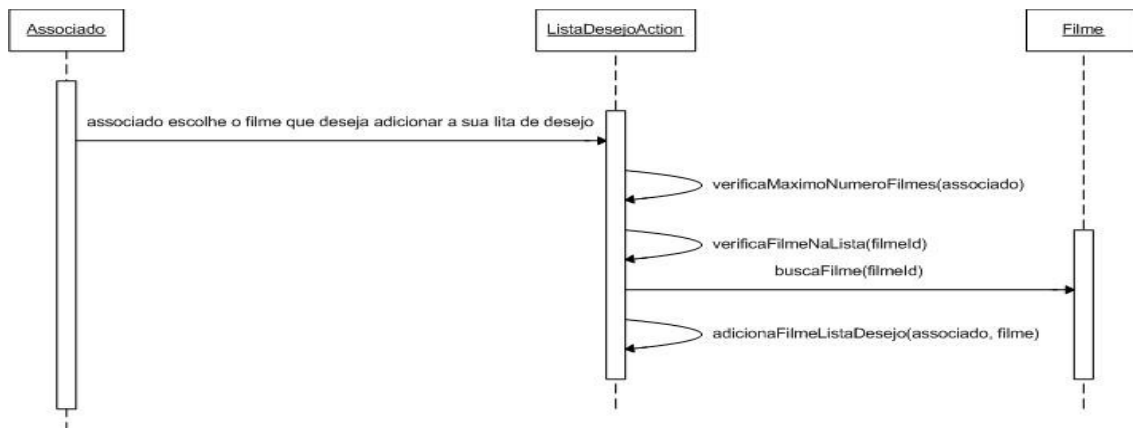 Associado
ListaDesejoAction
Filme
associado escolhe o filme que deseja adicionar a sua lita de desejo
verificaMaximoNumeroFilmes(associado)
verificaFilmeNaLista(filmeId)
buscaFilme(filmeId)
adicionaFilmeListaDesejo(associado, filme)